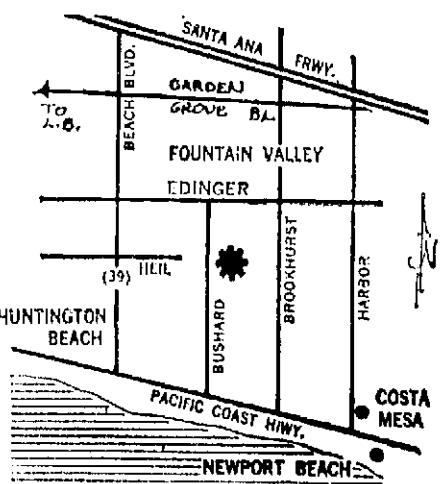 SANTA ANA FRWY.
BEACH BLVD.
GARDEN
GROVE BL
TO
L.B.
FOUNTAIN VALLEY
EDINGER
(39) HEIL
BUSHARD
BROOKHURST
HARBOR
HUNTINGTON
BEACH
PACIFIC COAST HIWY.
COSTA
MESA
NEWPORT BEACH